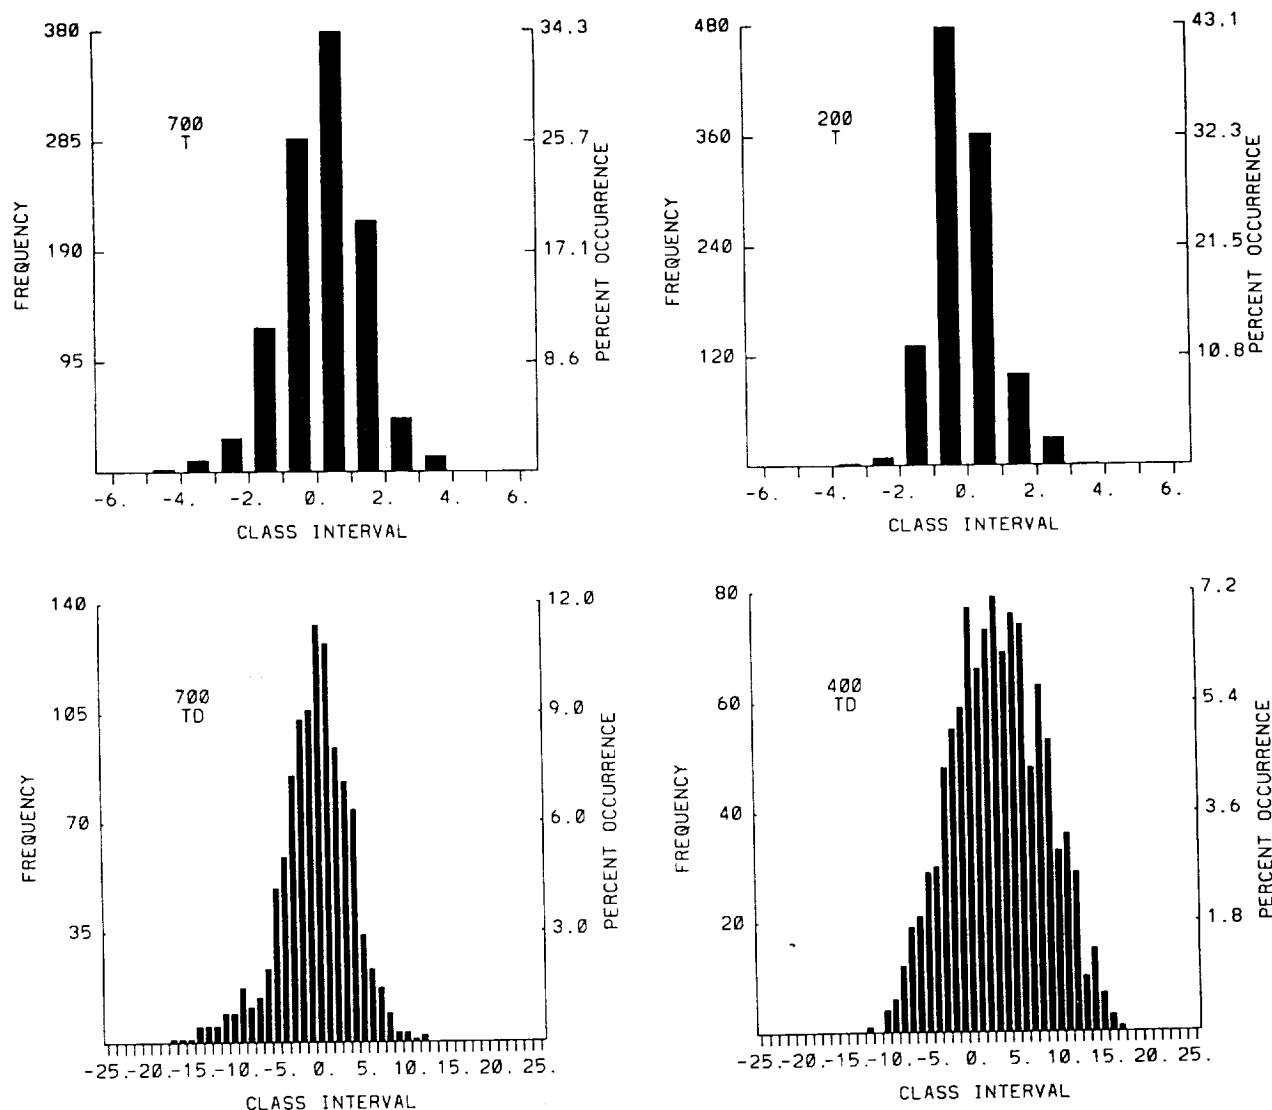 380
285
190
95
FREQUENCY
700
T
34.3
25.7
17.1
8.6
PERCENT OCCURRENCE
-6. -4. -2. 0. 2. 4. 6.
CLASS INTERVAL
480
360
240
120
FREQUENCY
200
T
43.1
32.3
21.5
10.8
PERCENT OCCURRENCE
-6. -4. -2. 0. 2. 4. 6.
CLASS INTERVAL
140
105
70
35
FREQUENCY
700
TD
12.0
9.0
6.0
3.0
PERCENT OCCURRENCE
-25.-20.-15.-10.-5. 0. 5. 10.15.20.25.
CLASS INTERVAL
80
60
40
20
FREQUENCY
400
TD
7.2
5.4
3.6
1.8
PERCENT OCCURRENCE
-25.-20.-15.-10.-5. 0. 5. 10.15.20.25.
CLASS INTERVAL